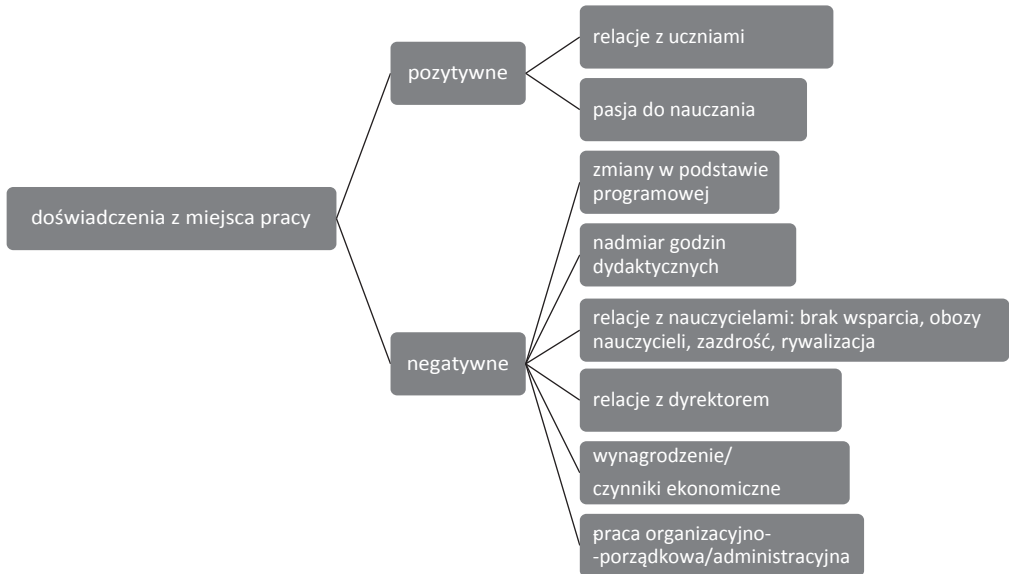 doświadczenia z miejsca pracy
pozytywne
relacje z uczniami
pasja do nauczania
negatywne
zmiany w podstawie
programowej
nadmiar godzin
dydaktycznych
relacje z nauczycielami: brak wsparcia, obozy
nauczycieli, zazdrość, rywalizacja
relacje z dyrektorem
wynagrodzenie/
czynniki ekonomiczne
praca organizacyjno-
-porządkowa/administracyjna